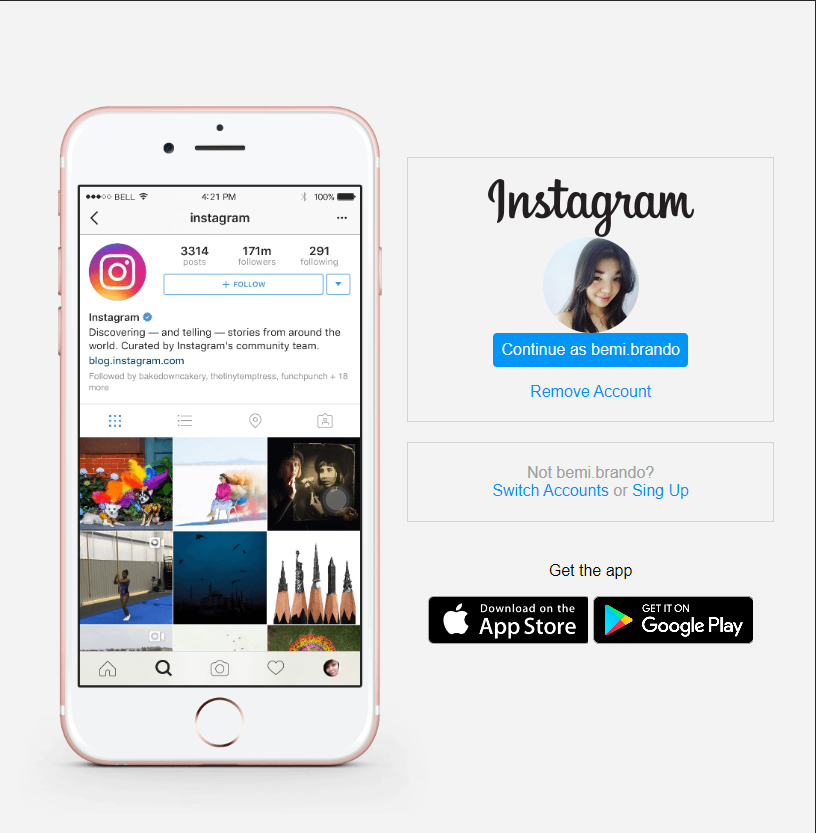 BELL
4:21 PM
100%
instagram
3314
171m
291
posts
followers
following
+ FOLLOW
Instagram
Discovering — and telling — stories from around the
world. Curated by Instagram's community team.
blog.instagram.com
Followed by bakedowncakery, thetinytemptress, funchpunch + 18
more
Instagram
Continue as bemi.brando
Remove Account
Not bemi.brando?
Switch Accounts or Sing Up
Get the app
Download on the
App Store
GET IT ON
Google Play